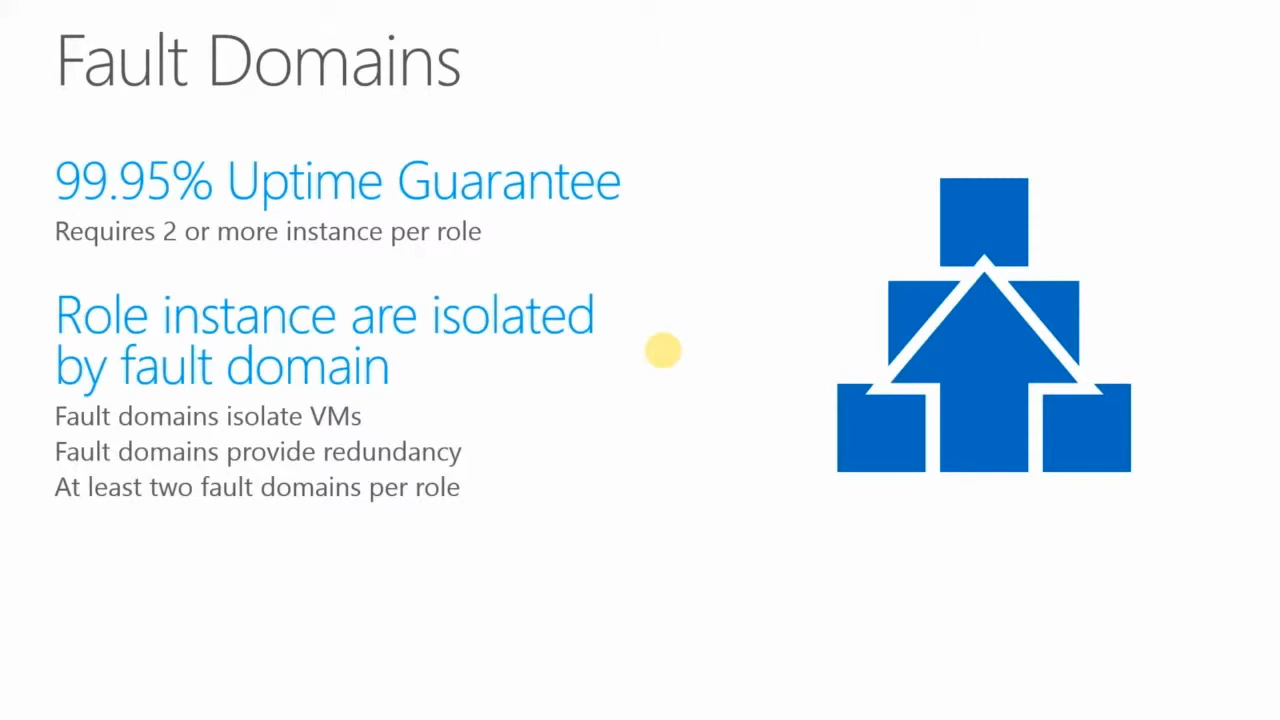 Fault Domains
99.95% Uptime Guarantee
Requires 2 or more instance per role
Role instance are isolated
by fault domain
Fault domains isolate VMs
Fault domains provide redundancy
At least two fault domains per role